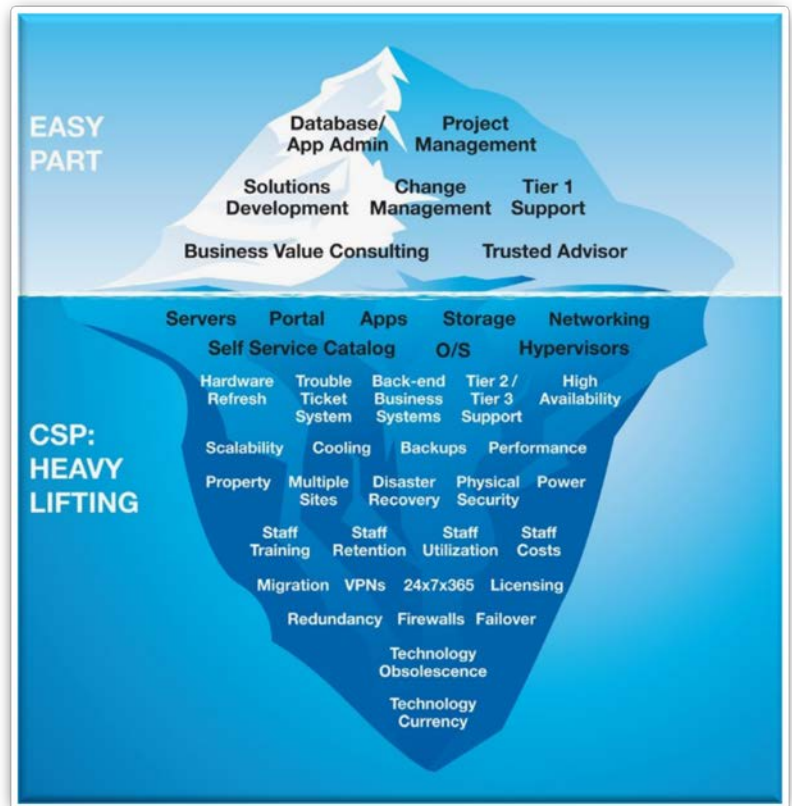 EASY
PART
Database/ Project
App Admin Management
Solutions Change Tier 1
Development Management Support
Business Value Consulting Trusted Advisor
Servers Portal Apps Storage Networking
Self Service Catalog O/S Hypervisors
Hardware Trouble Back-end Tier 2 / High
Refresh Ticket Business Tier 3 Availability
System Systems Support
CSP:
HEAVY
LIFTING
Scalability Cooling Backups Performance
Property Multiple Disaster Physical Power
Sites Recovery Security
Staff Staff Staff Staff
Training Retention Utilization Costs
Migration VPNs 24x7x365 Licensing
Redundancy Firewalls Failover
Technology
Obsolescence
Technology
Currency